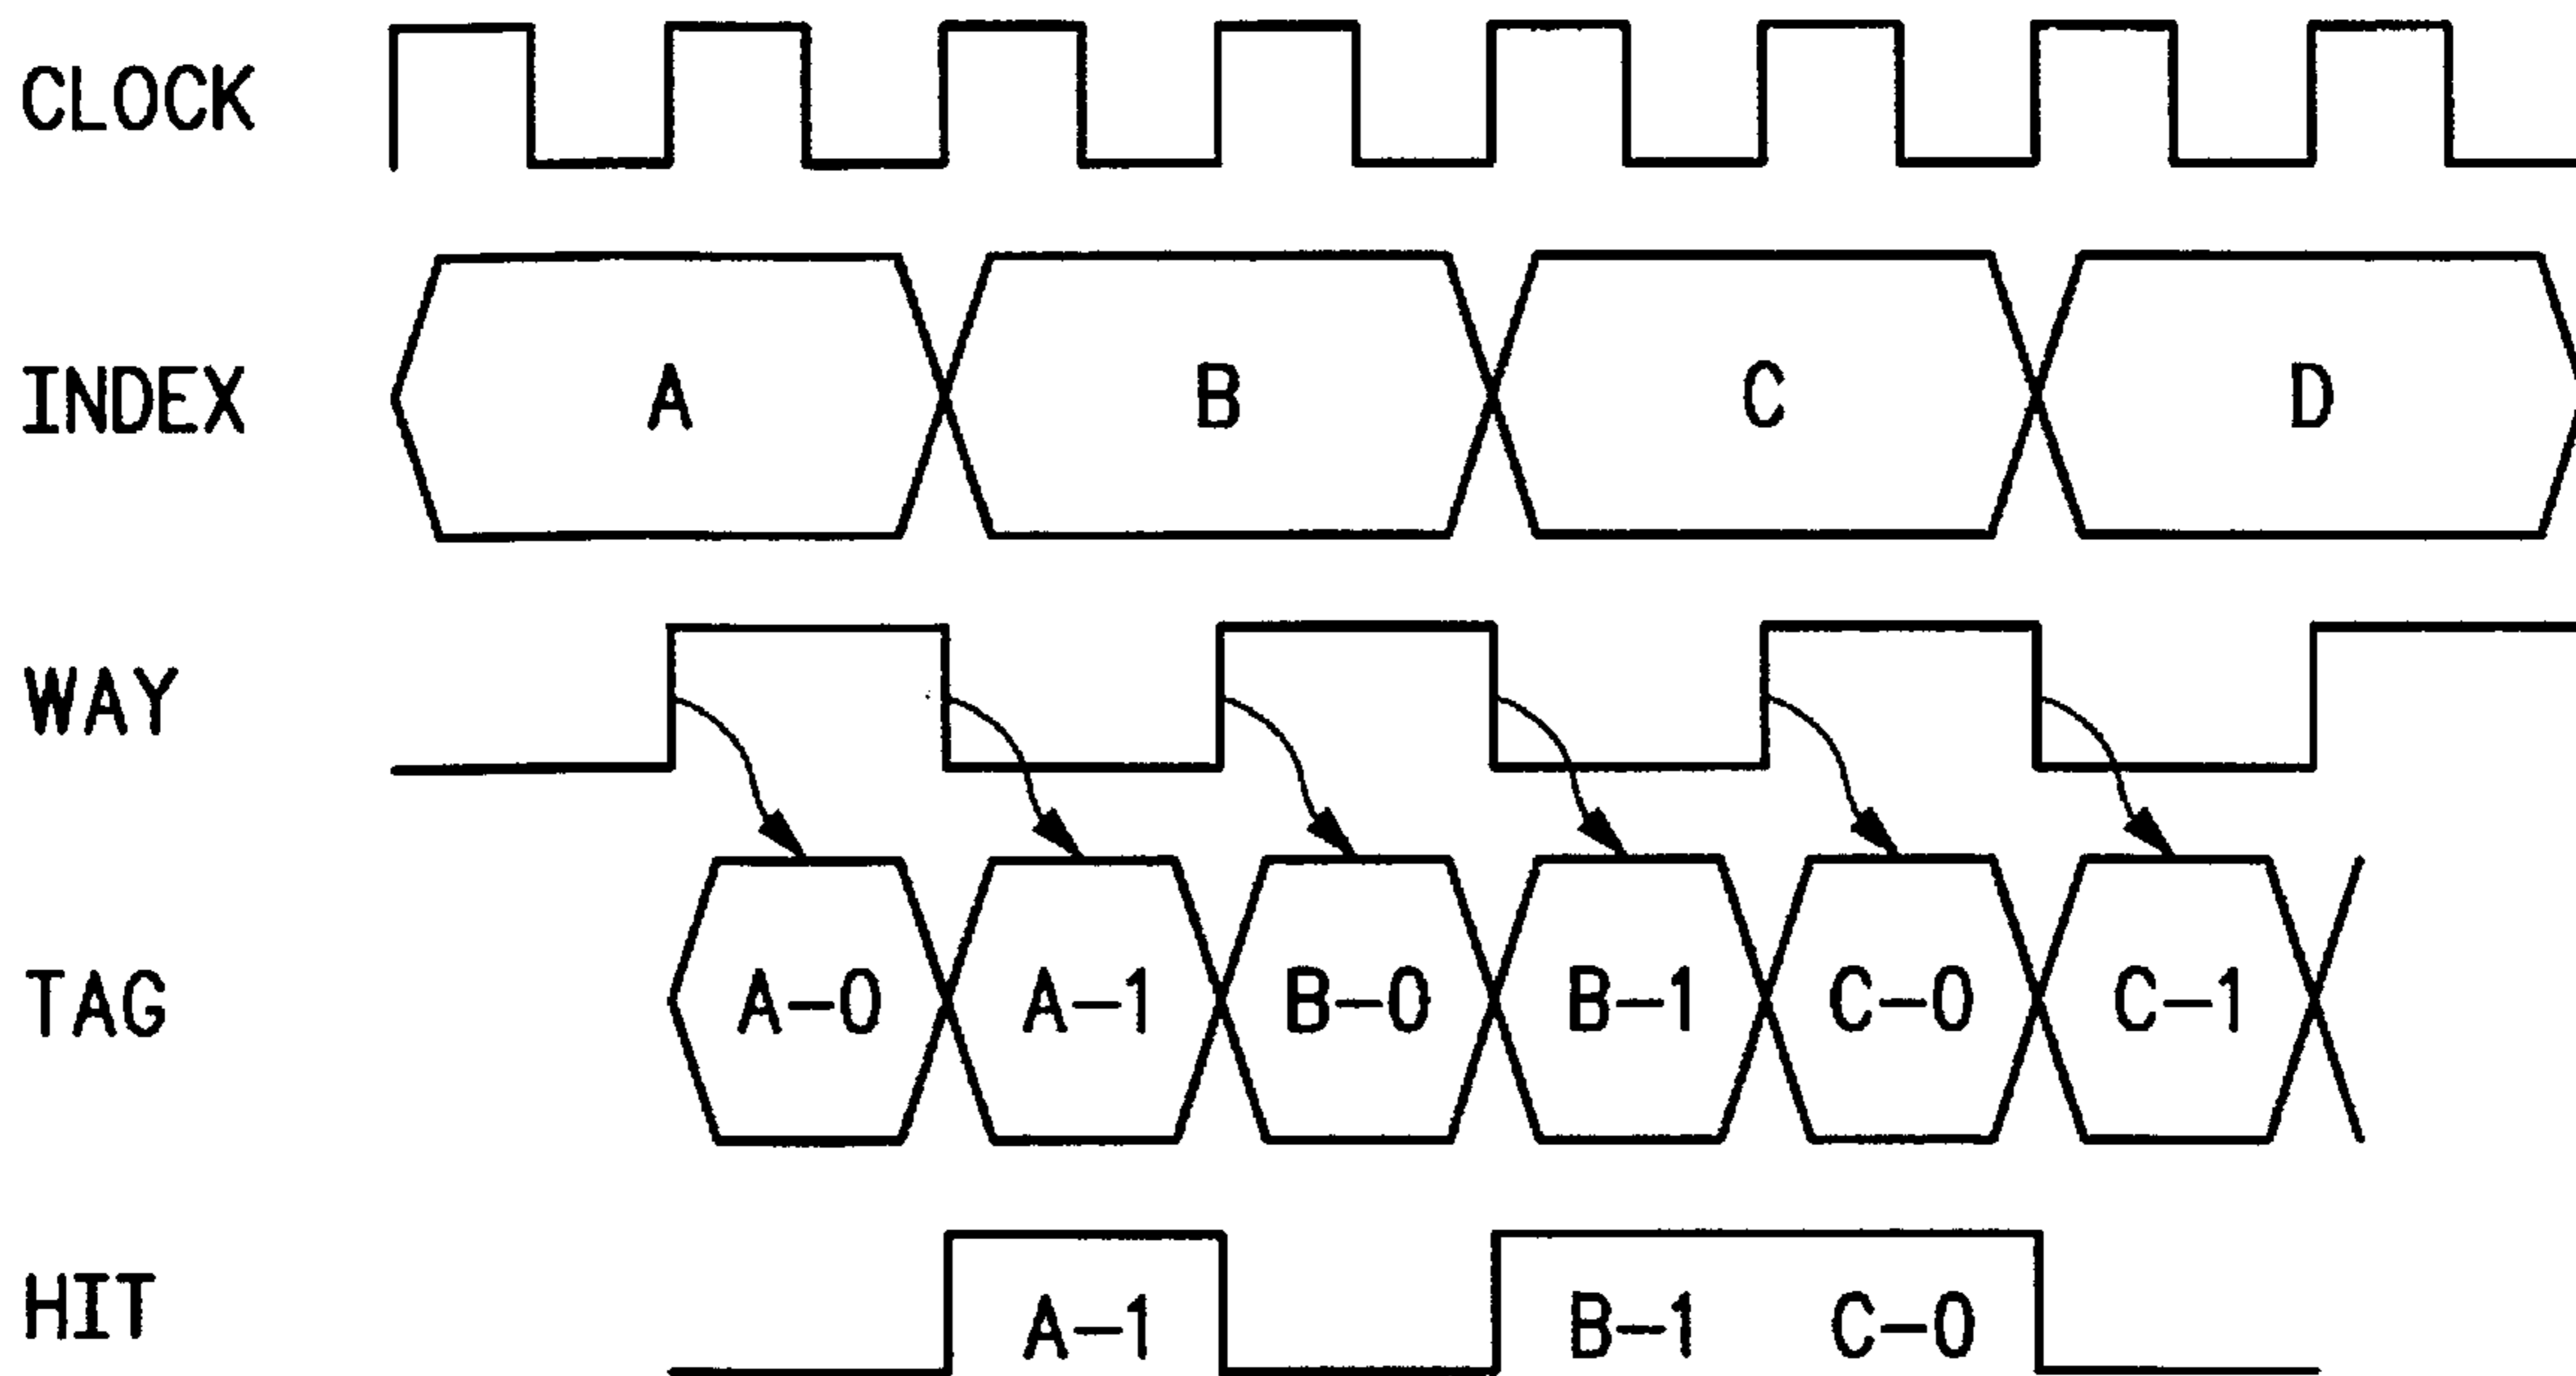 CLOCK
INDEX A B C D
WAY
TAG A-0 A-1 B-0 B-1 C-0 C-1
HIT A-1 B-1 C-0